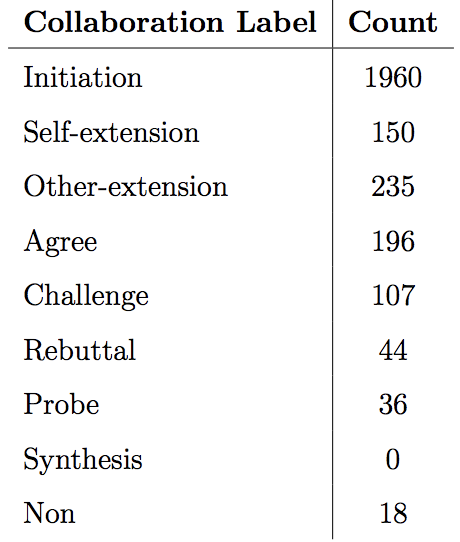 Collaboration Label Count
Initiation 1960
Self-extension 150
Other-extension 235
Agree 196
Challenge 107
Rebuttal 44
Probe 36
Synthesis 0
Non 18